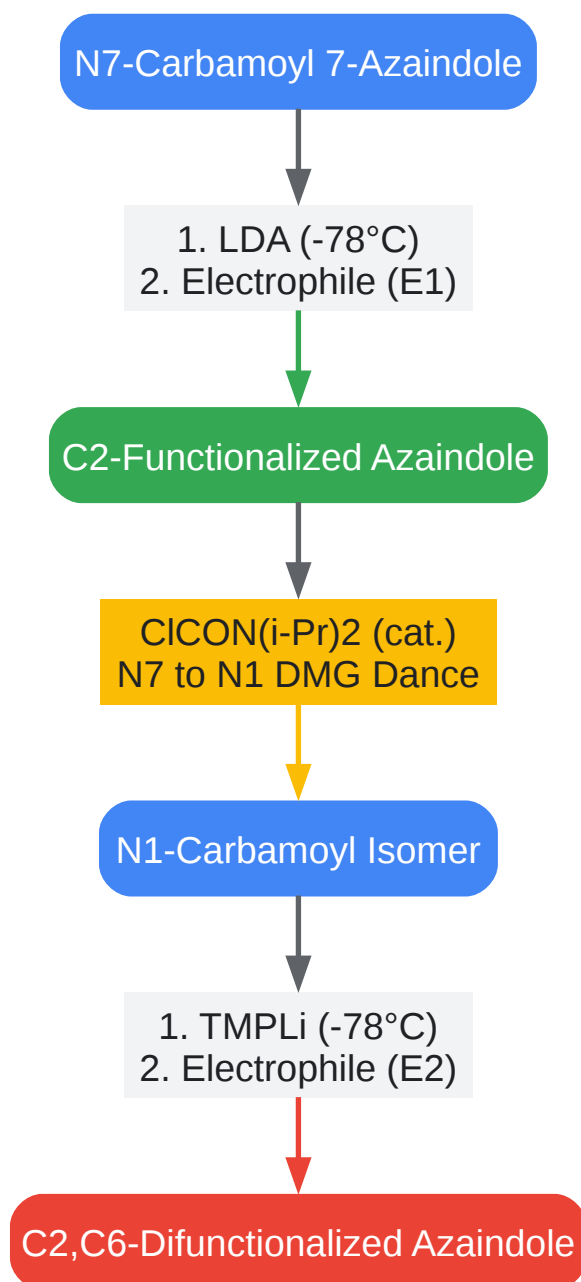 N7-Carbamoyl 7-Azaindole
1. LDA (-78°C)
2. Electrophile (E1)
C2-Functionalized Azaindole
ClCON(i-Pr)2 (cat.)
N7 to N1 DMG Dance
N1-Carbamoyl Isomer
1. TMPLi (-78°C)
2. Electrophile (E2)
C2,C6-Difunctionalized Azaindole